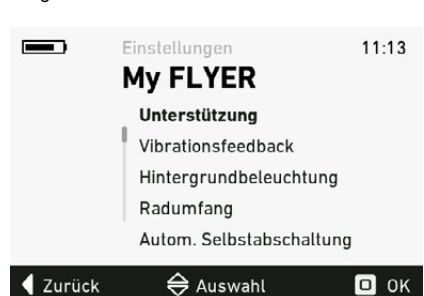 Einstellungen 11:13
My FLYER
Unterstützung
Vibrationsfeedback
Hintergrundbeleuchtung
Radumfang
Autom. Selbstabschaltung
Zurück Auswahl OK